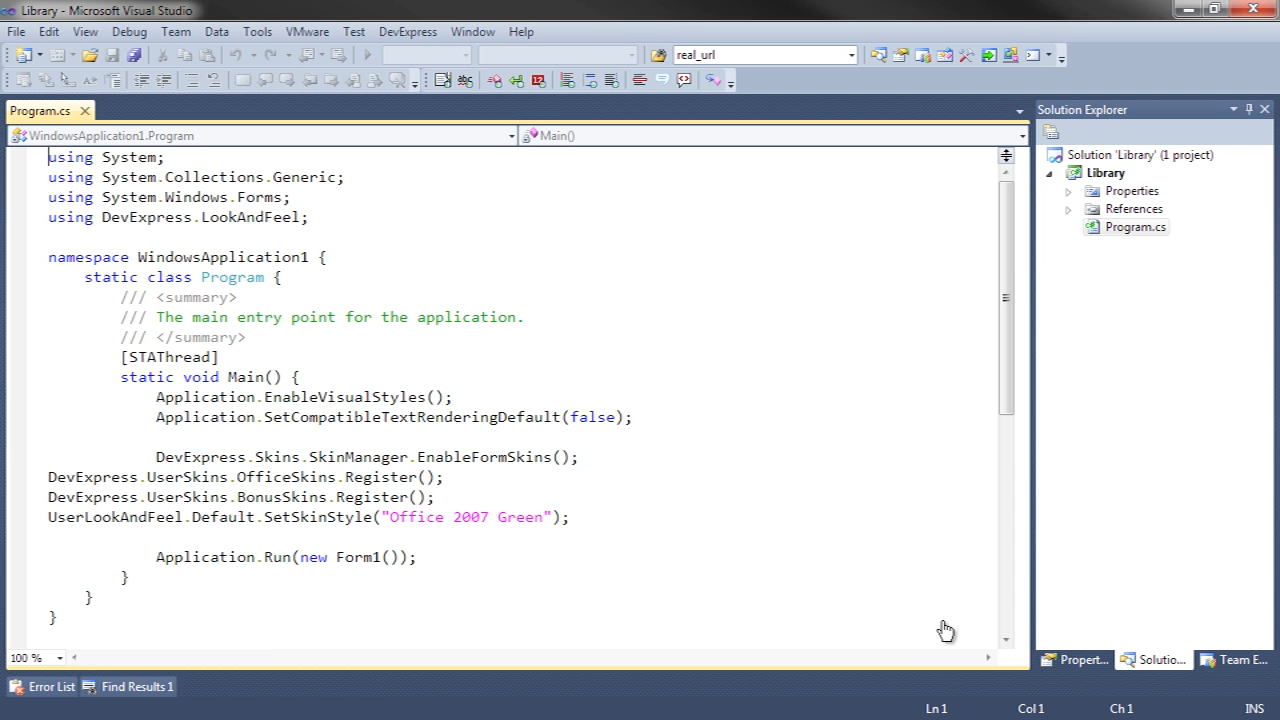 Library - Microsoft Visual Studio
File Edit View Debug Team Data Tools VMware Test DevExpress Window Help
real_url
Program.cs
WindowsApplication1.Program
Main()
using System;
using System.Collections.Generic;
using System.Windows.Forms;
using DevExpress.LookAndFeel;
namespace WindowsApplication1 {
static class Program {
/// <summary>
/// The main entry point for the application.
/// </summary>
[STAThread]
static void Main() {
Application.EnableVisualStyles();
Application.SetCompatibleTextRenderingDefault(false);
DevExpress.Skins.SkinManager.EnableFormSkins();
DevExpress.UserSkins.OfficeSkins.Register();
DevExpress.UserSkins.BonusSkins.Register();
UserLookAndFeel.Default.SetSkinStyle("Office 2007 Green");
Application.Run(new Form1());
}
}
}
100 %
Solution Explorer
Solution 'Library' (1 project)
Library
Properties
References
Program.cs
Propert... Solutio... Team E...
Error List Find Results 1
Ln 1 Col 1 Ch 1 INS